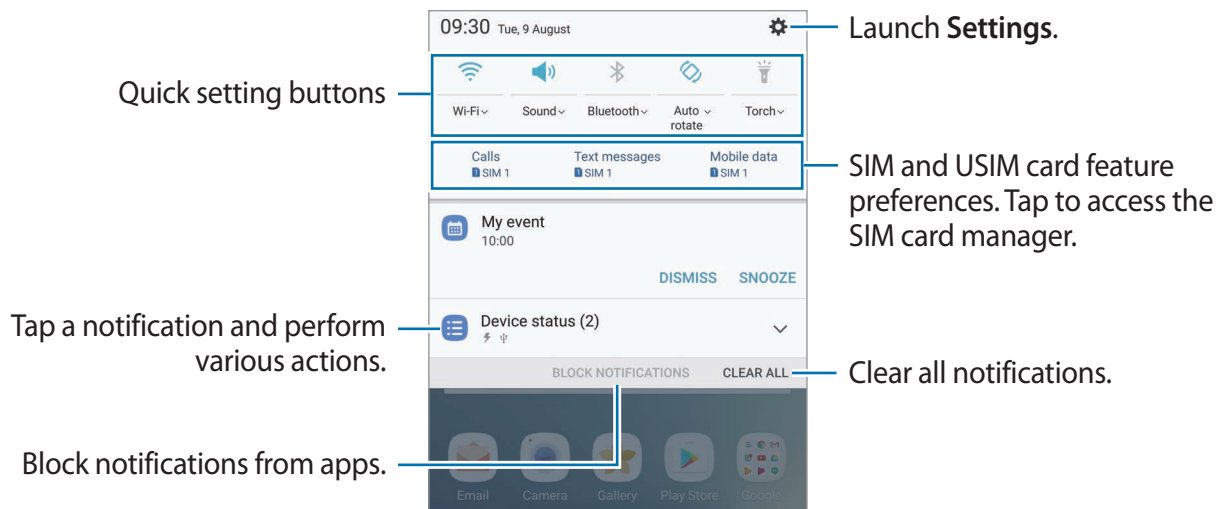 09:30 Tue, 9 August
Launch Settings.
Quick setting buttons
Wi-Fi
Sound
Bluetooth
Auto
rotate
Torch
Calls
SIM 1
Text messages
SIM 1
Mobile data
SIM 1
SIM and USIM card feature
preferences. Tap to access the
SIM card manager.
My event
10:00
DISMISS SNOOZE
Tap a notification and perform
various actions.
Device status (2)
BLOCK NOTIFICATIONS CLEAR ALL
Clear all notifications.
Block notifications from apps.
Email Camera Gallery Play Store Google